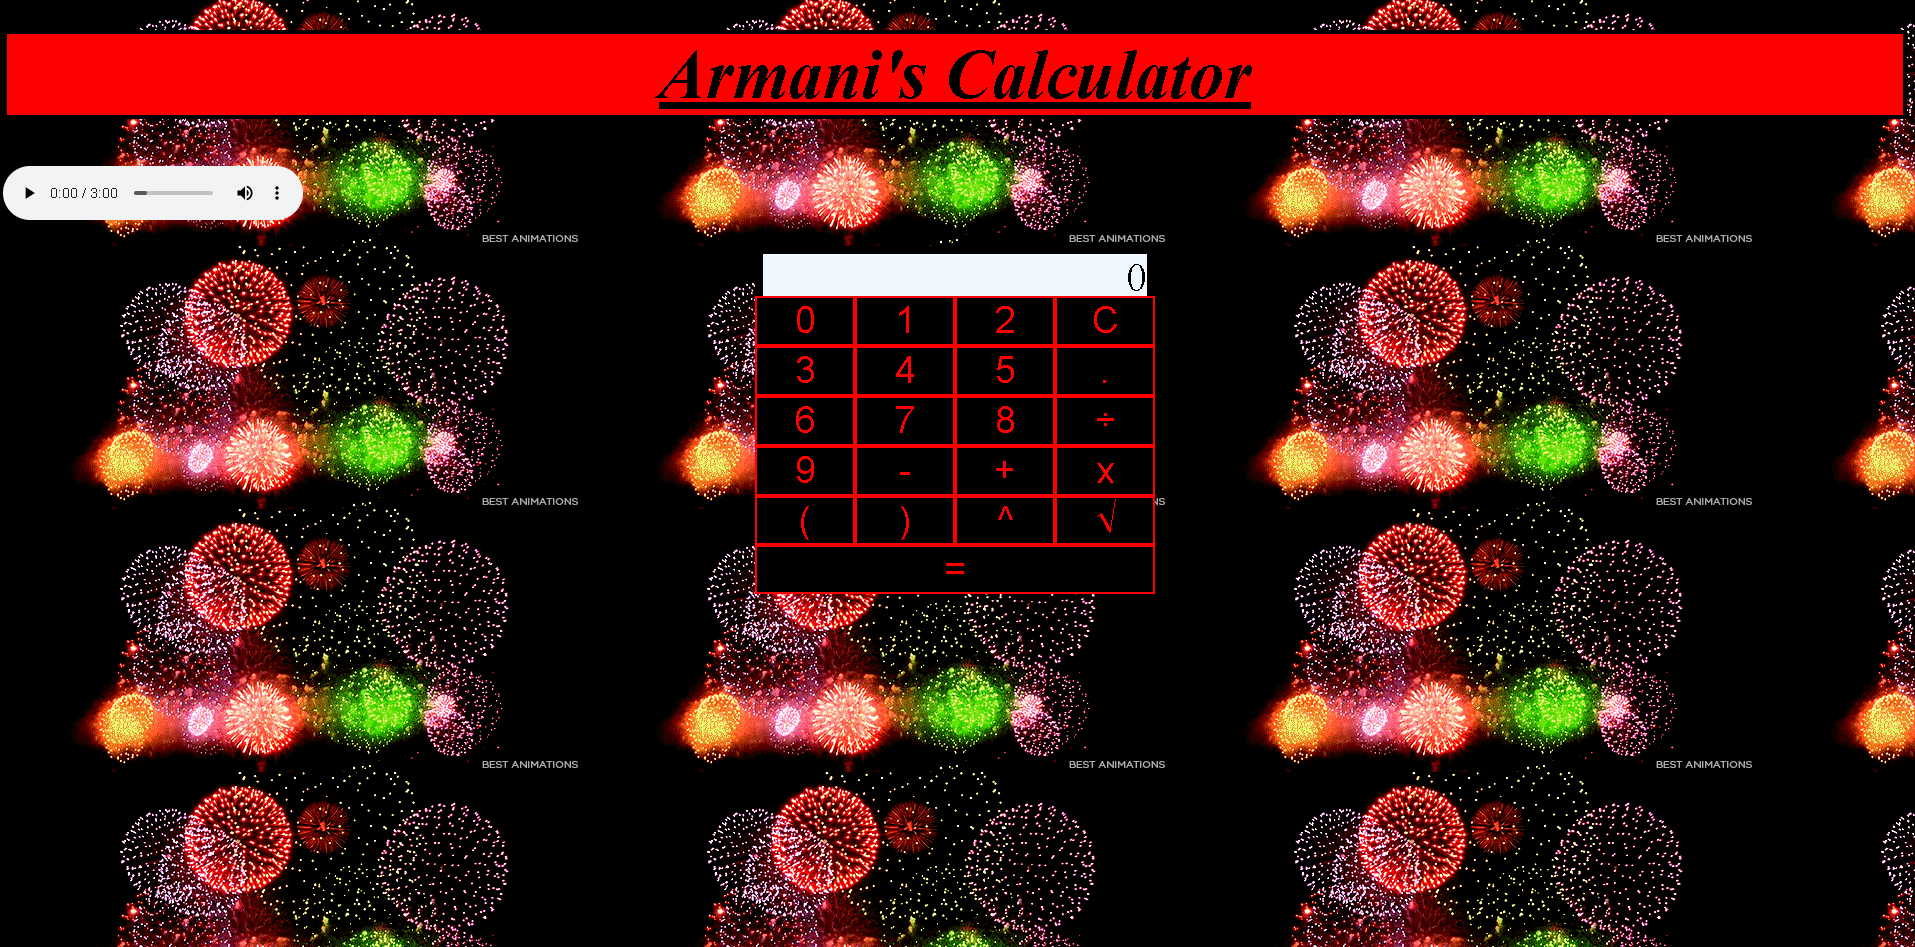 Armani's Calculator
0:00 / 3:00
BEST ANIMATIONS BEST ANIMATIONS BEST ANIMATIONS
0
0 1 2 C
3 4 5 .
6 7 8 ÷
9 - + x
( ) ^ √
BEST ANIMATIONS NS BEST ANIMATIONS
=
BEST ANIMATIONS BEST ANIMATIONS BEST ANIMATIONS